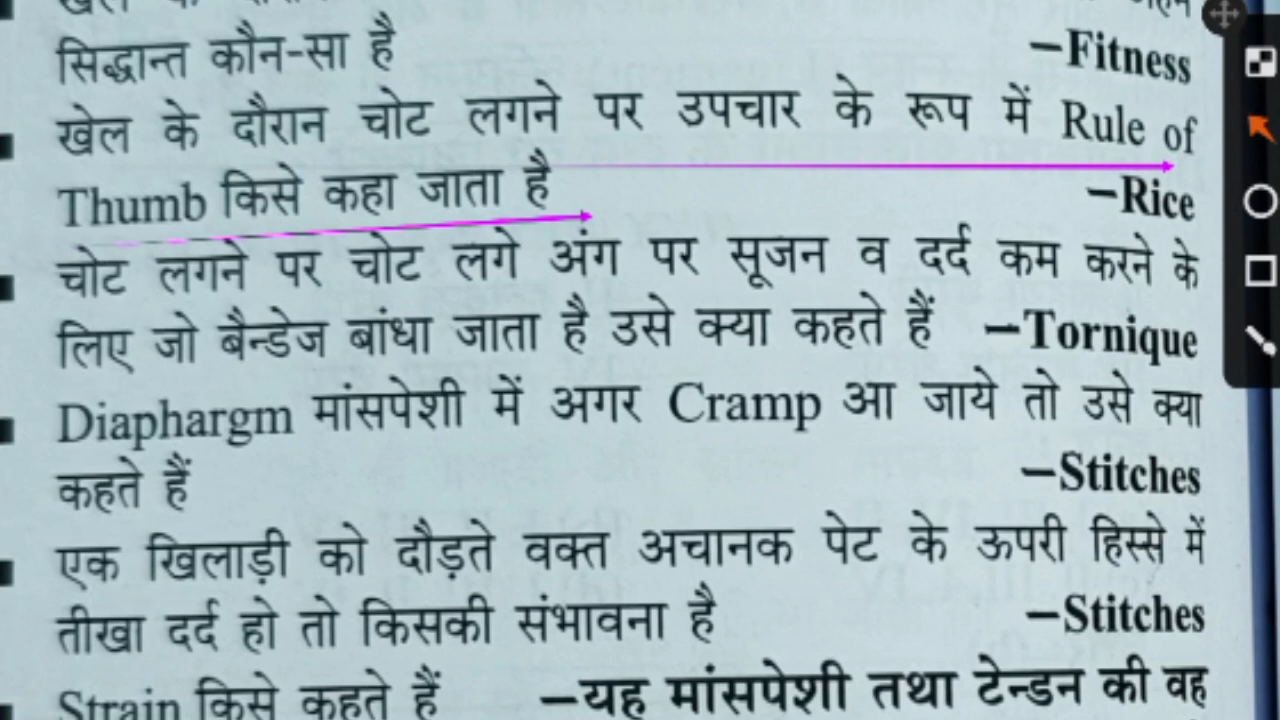 सिद्धान्त कौन-सा है –Fitness
खेल के दौरान चोट लगने पर उपचार के रूप में Rule of
Thumb किसे कहा जाता है –Rice
चोट लगने पर चोट लगे अंग पर सूजन व दर्द कम करने के
लिए जो बैन्डेज बांधा जाता है उसे क्या कहते हैं –Tornique
Diaphargm मांसपेशी में अगर Cramp आ जाये तो उसे क्या
कहते हैं –Stitches
एक खिलाड़ी को दौड़ते वक्त अचानक पेट के ऊपरी हिस्से में
तीखा दर्द हो तो किसकी संभावना है –Stitches
Strain किसे कहते हैं –यह मांसपेशी तथा टेन्डन की वह